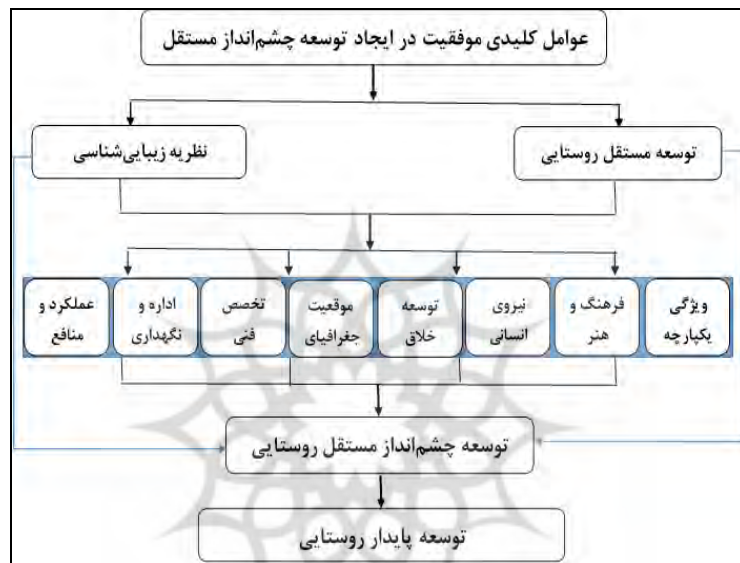 عوامل کلیدی موفقیت در ایجاد توسعه چشم‌انداز مستقل
توسعه مستقل روستایی
نظریه زیبایی‌شناسی
ویژگی
یکپارچه
فرهنگ و
هنر
نیروی
انسانی
توسعه
خلاق
موقعیت
جغرافیای
تخصص
فنی
اداره و
نگهداری
عملکرد و
منافع
توسعه چشم‌انداز مستقل روستایی
توسعه پایدار روستایی